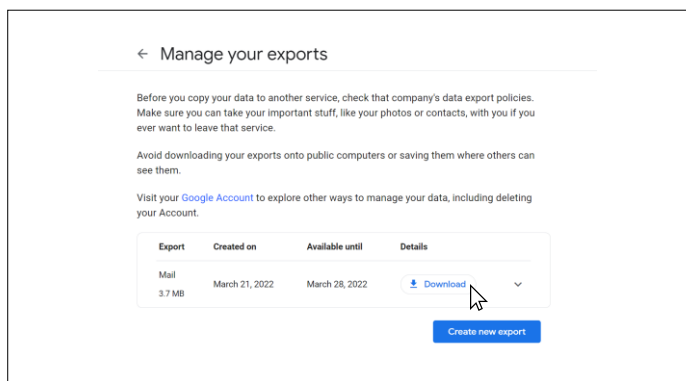 Manage your exports
Before you copy your data to another service, check that company's data export policies.
Make sure you can take your important stuff, like your photos or contacts, with you if you
ever want to leave that service.
Avoid downloading your exports onto public computers or saving them where others can
see them.
Visit your Google Account to explore other ways to manage your data, including deleting
your Account.
Export Created on Available until Details
Mail
3.7 MB
March 21, 2022 March 28, 2022 Download
Create new export